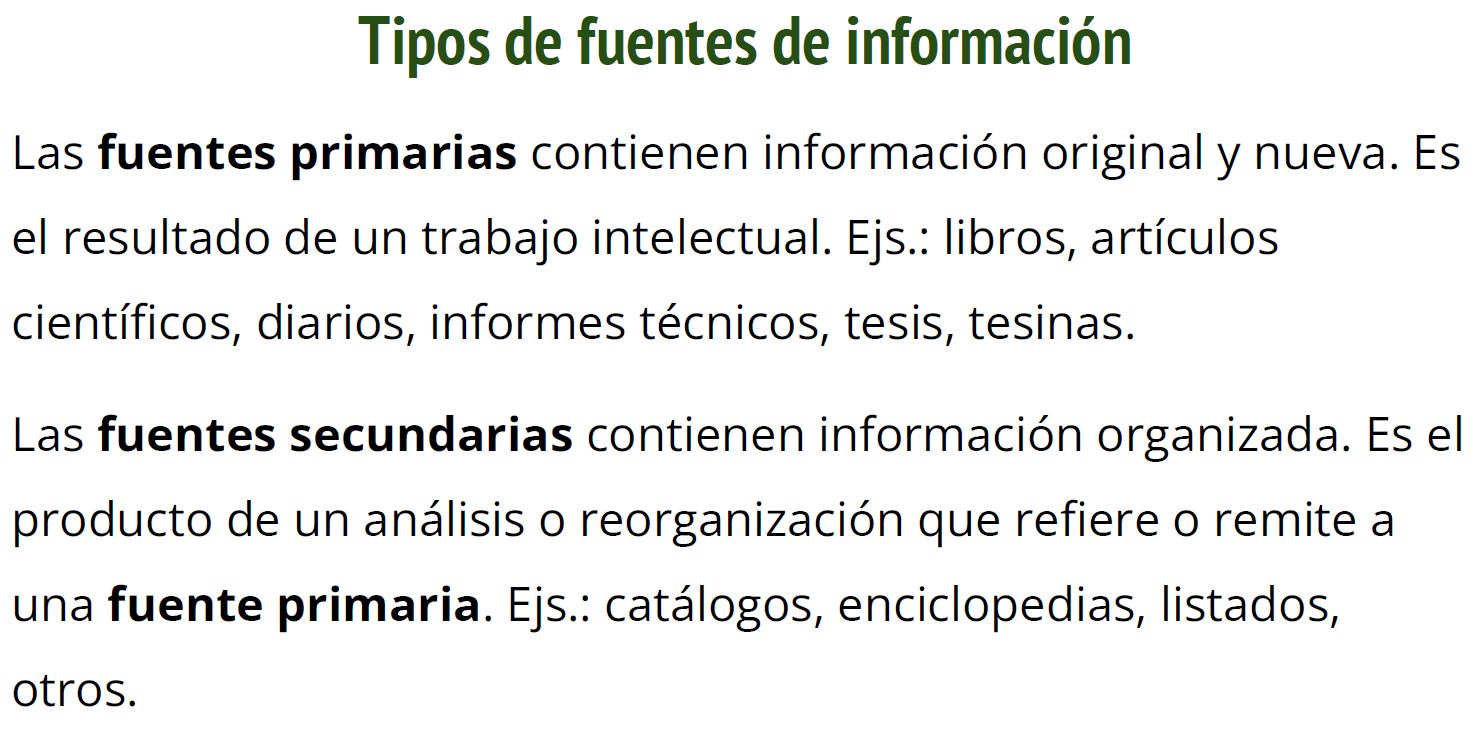 Tipos de fuentes de información
Las fuentes primarias contienen información original y nueva. Es
el resultado de un trabajo intelectual. Ejs.: libros, artículos
científicos, diarios, informes técnicos, tesis, tesinas.
Las fuentes secundarias contienen información organizada. Es el
producto de un análisis o reorganización que refiere o remite a
una fuente primaria. Ejs.: catálogos, enciclopedias, listados,
otros.